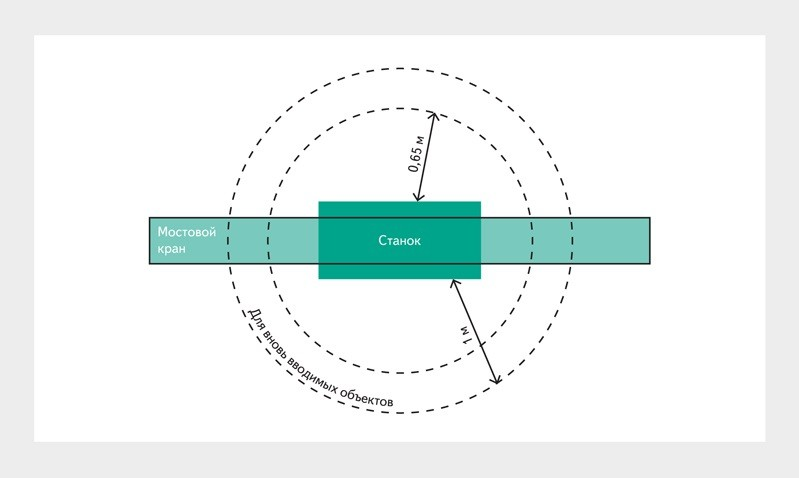 0,65 м
Мостовой
кран
Станок
1 м
Для вновь вводимых объектов